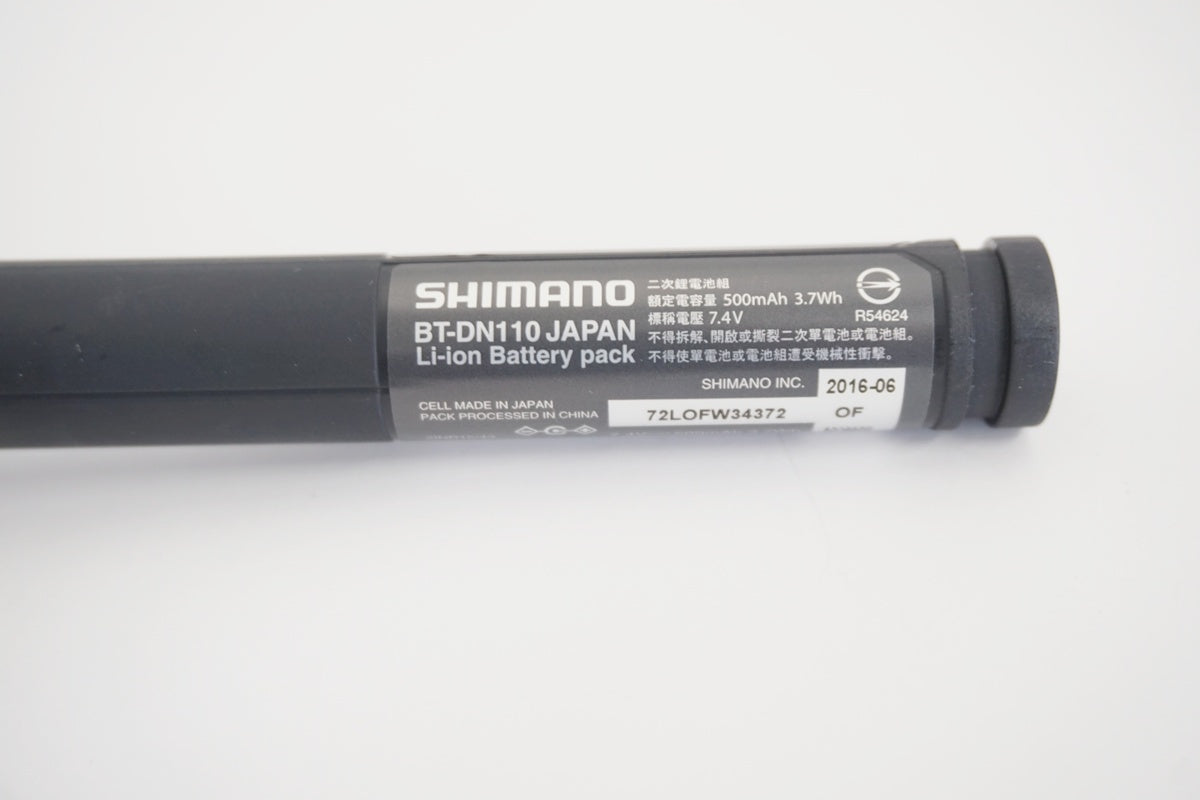 SHIMANO
BT-DN110 JAPAN
Li-ion Battery pack
二次鋰電池組
額定電容量 500mAh 3.7Wh
標稱電壓 7.4V
不得拆解、開啟或撕裂二次單電池或電池組。
不得使單電池或電池組遭受機械性衝擊。
R54624
SHIMANO INC.
2016-06
CELL MADE IN JAPAN
PACK PROCESSED IN CHINA
72LOFW34372
OF